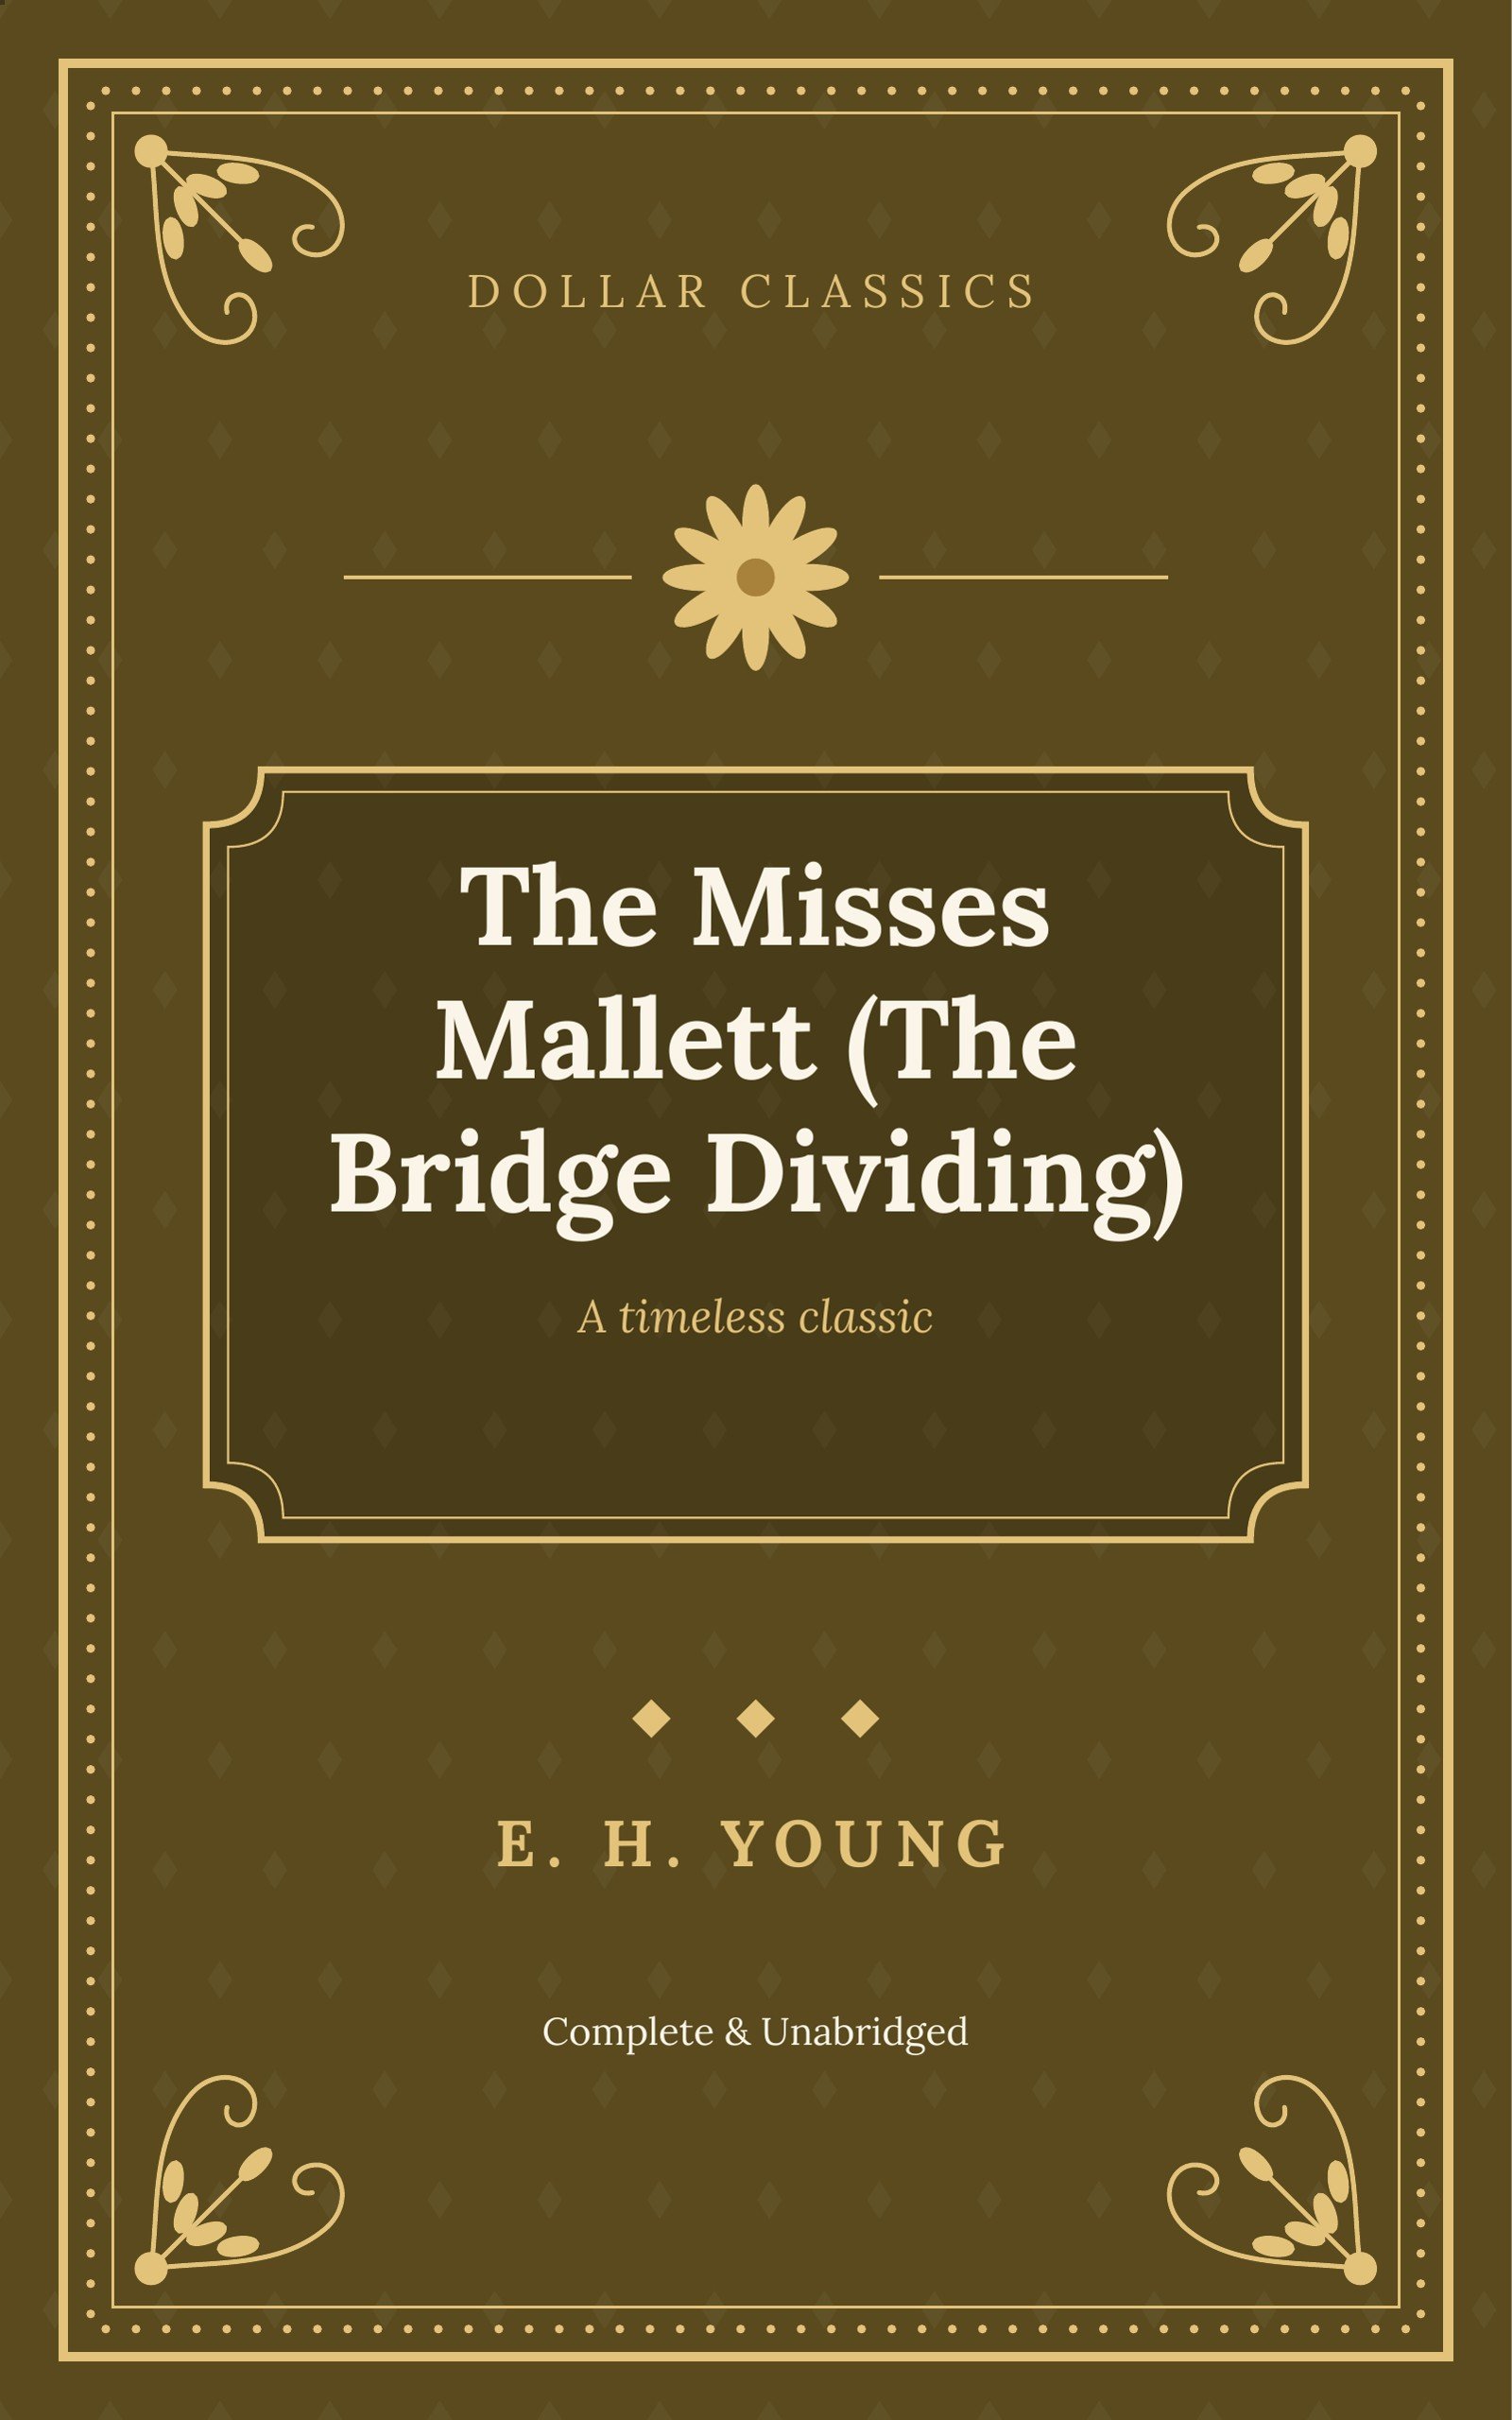 DOLLAR CLASSICS
The Misses
Mallett (The
Bridge Dividing)
A timeless classic
E. H. YOUNG
Complete & Unabridged